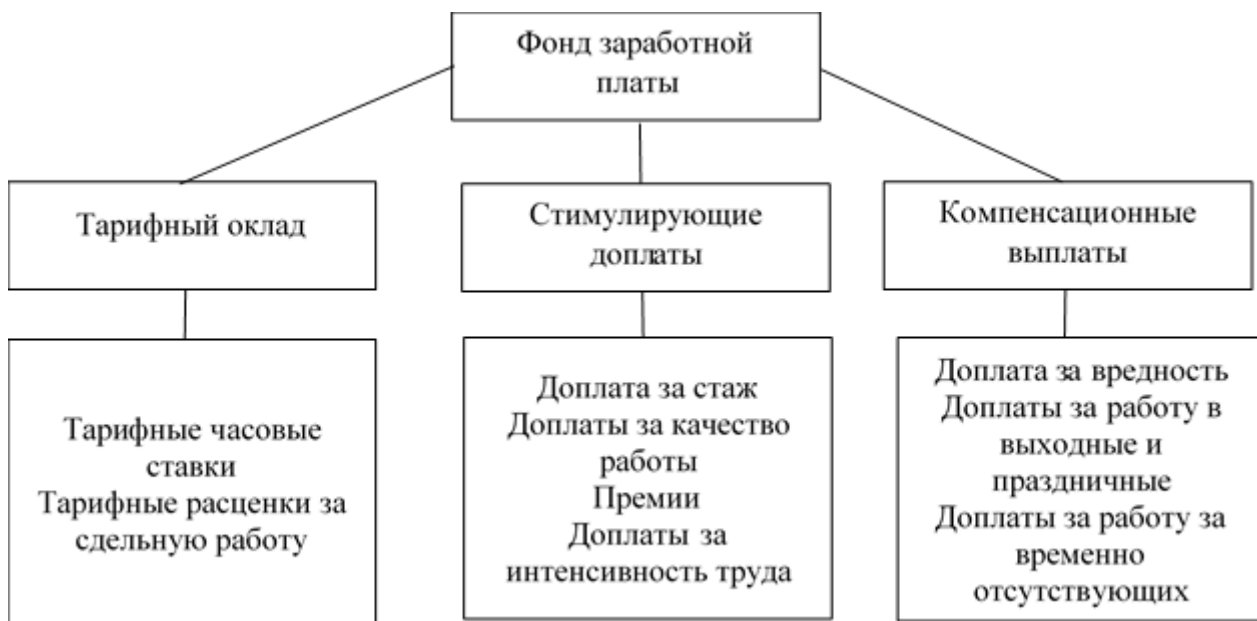 Фонд заработной
платы
Тарифный оклад
Стимулирующие
доплаты
Компенсационные
выплаты
Тарифные часовые
ставки
Тарифные расценки за
сдельную работу
Доплата за стаж
Доплаты за качество
работы
Премии
Доплаты за
интенсивность труда
Доплата за вредность
Доплаты за работу в
выходные и
праздничные
Доплаты за работу за
временно
отсутствующих